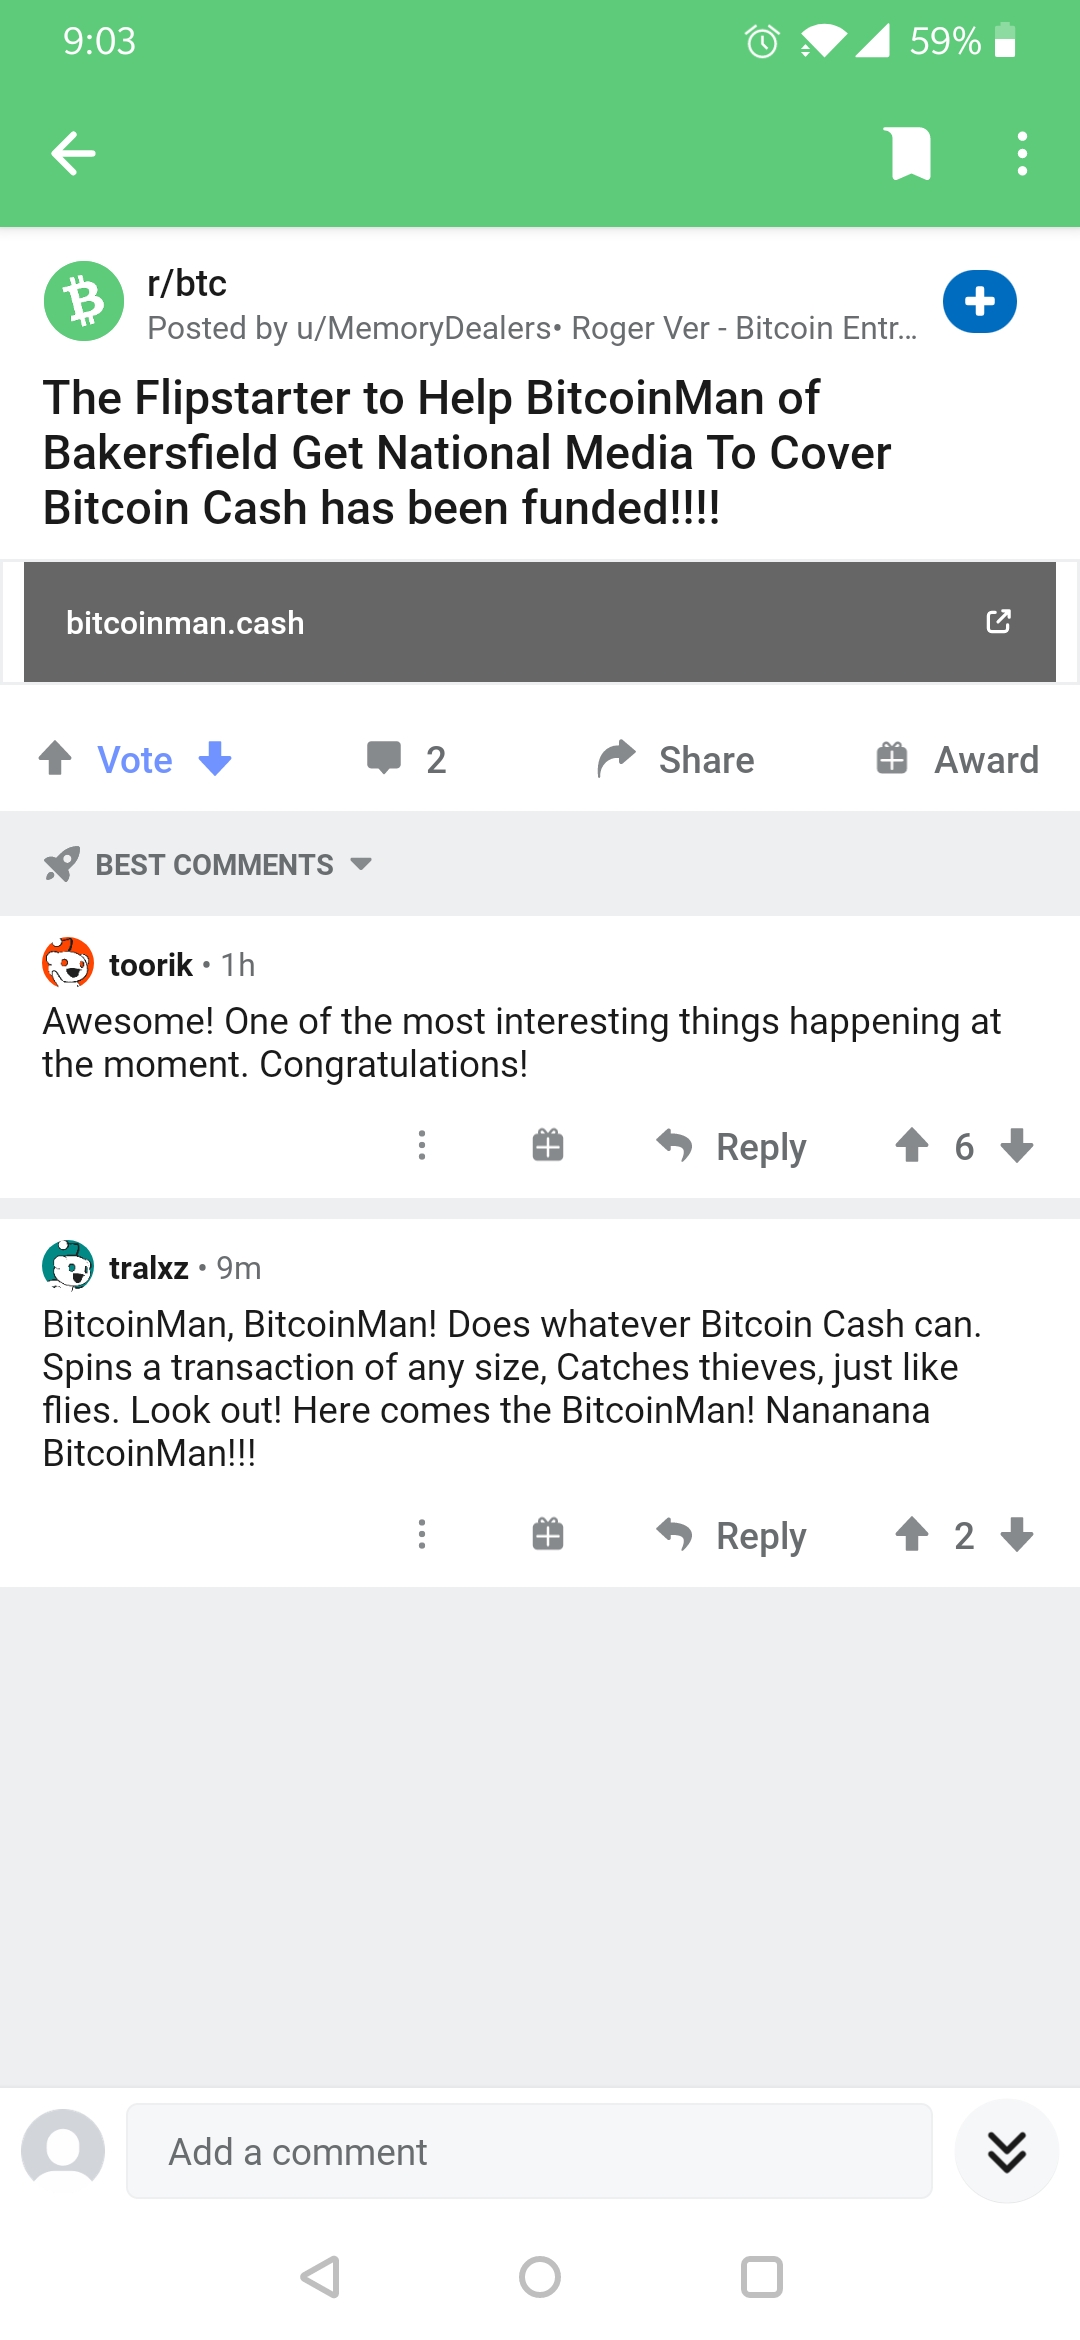 9:03
59%
r/btc
Posted by u/MemoryDealers• Roger Ver - Bitcoin Entr...
The Flipstarter to Help BitcoinMan of
Bakersfield Get National Media To Cover
Bitcoin Cash has been funded!!!!
bitcoinman.cash
Vote
2
Share
Award
BEST COMMENTS
toorik • 1h
Awesome! One of the most interesting things happening at
the moment. Congratulations!
Reply
6
tralxz • 9m
BitcoinMan, BitcoinMan! Does whatever Bitcoin Cash can.
Spins a transaction of any size, Catches thieves, just like
flies. Look out! Here comes the BitcoinMan! Nananana
BitcoinMan!!!
Reply
2
Add a comment